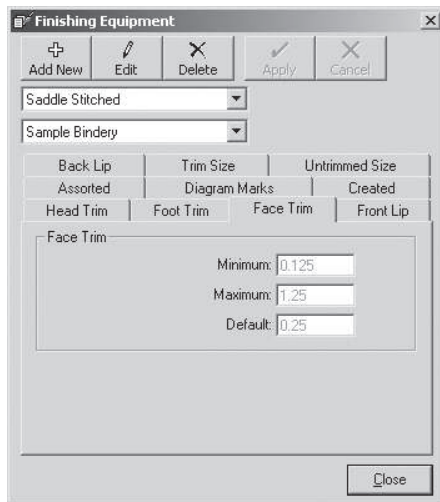 Finishing Equipment
Add New Edit Delete Apply Cancel
Saddle Stitched
Sample Bindery
Back Lip Trim Size Untrimmed Size
Assorted Diagram Marks Created
Head Trim Foot Trim Face Trim Front Lip
Face Trim
Minimum: 0.125
Maximum: 1.25
Default: 0.25
Close